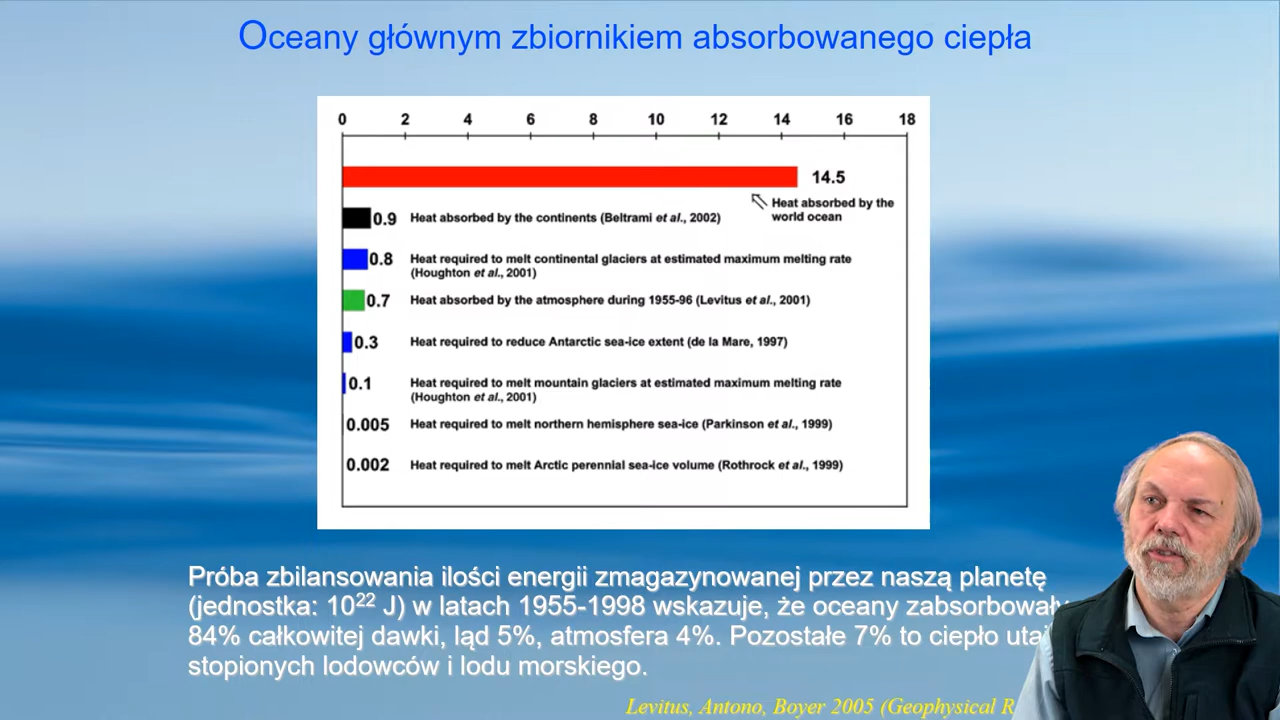 Oceany głównym zbiornikiem absorbowanego ciepła
0 2 4 6 8 10 12 14 16 18
14.5
Heat absorbed by the
world ocean
0.9 Heat absorbed by the continents (Beltrami et al., 2002)
0.8 Heat required to melt continental glaciers at estimated maximum melting rate
(Houghton et al., 2001)
0.7 Heat absorbed by the atmosphere during 1955-96 (Levitus et al., 2001)
0.3 Heat required to reduce Antarctic sea-ice extent (de la Mare, 1997)
0.1 Heat required to melt mountain glaciers at estimated maximum melting rate
(Houghton et al., 2001)
0.005 Heat required to melt northern hemisphere sea-ice (Parkinson et al., 1999)
0.002 Heat required to melt Arctic perennial sea-ice volume (Rothrock et al., 1999)
Próba zbilansowania ilości energii zmagazynowanej przez naszą planetę
(jednostka: 10²² J) w latach 1955-1998 wskazuje, że oceany zabsorbowały
84% całkowitej dawki, ląd 5%, atmosfera 4%. Pozostałe 7% to ciepło
stopionych lodowców i lodu morskiego.
Levitus, Antono, Boyer 2005 (Geophysical